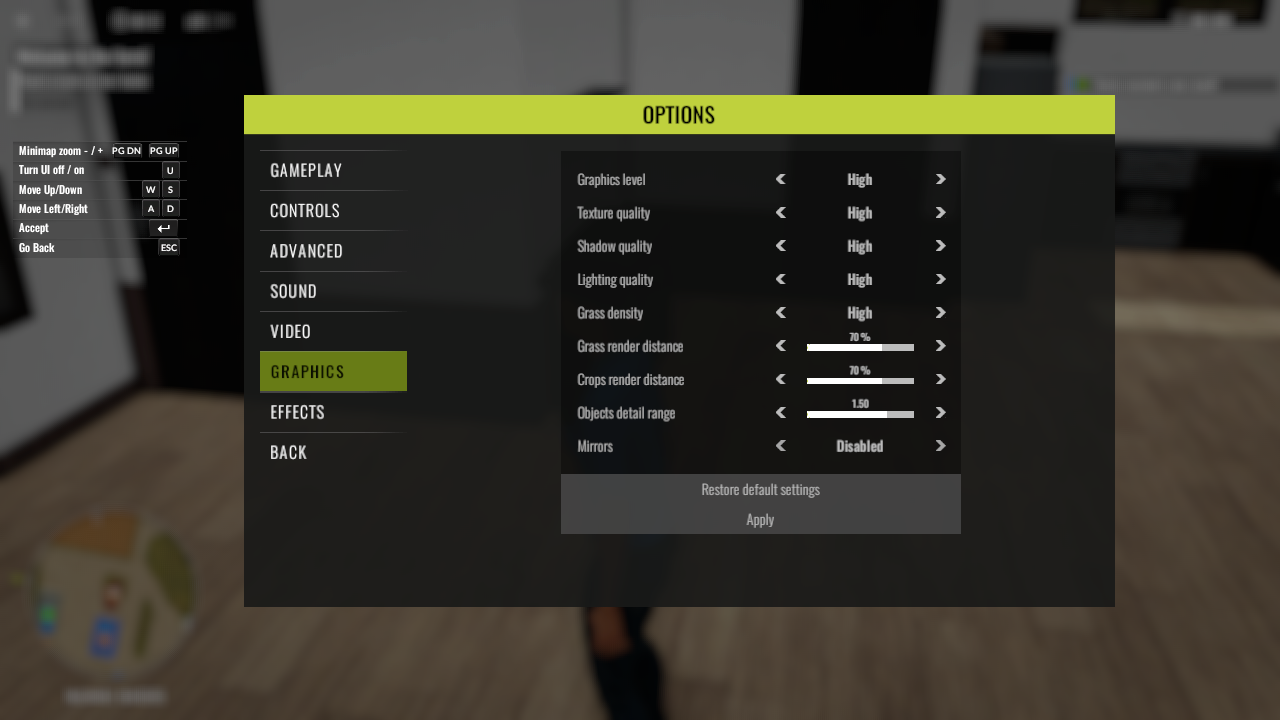 OPTIONS
Minimap zoom - / + PG DN PG UP
Turn UI off / on U
Move Up/Down W S
Move Left/Right A D
Accept
Go Back ESC
GAMEPLAY
CONTROLS
ADVANCED
SOUND
VIDEO
GRAPHICS
EFFECTS
BACK
Graphics level High
Texture quality High
Shadow quality High
Lighting quality High
Grass density High
Grass render distance 70 %
Crops render distance 70 %
Objects detail range 1.50
Mirrors Disabled
Restore default settings
Apply